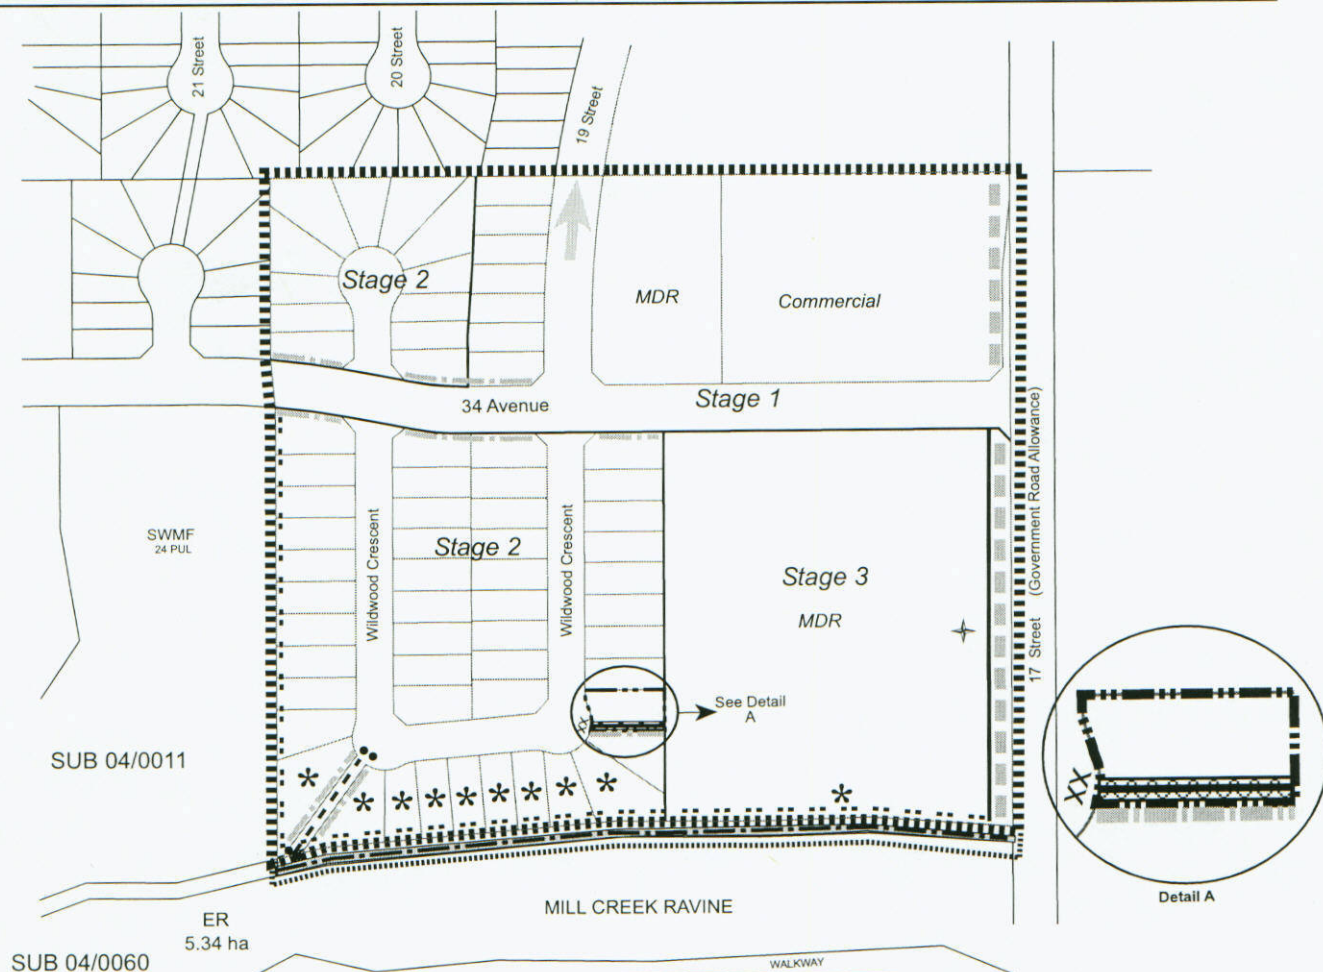 21 Street
20 Street
19 Street
Stage 2
MDR
Commercial
34 Avenue
Stage 1
17 Street (Government Road Allowance)
SWMF
24 PUL
Wildwood Crescent
Stage 2
Wildwood Crescent
Stage 3
MDR
See Detail
A
XX
XX
SUB 04/0011
Detail A
MILL CREEK RAVINE
ER
5.34 ha
SUB 04/0060
WALKWAY